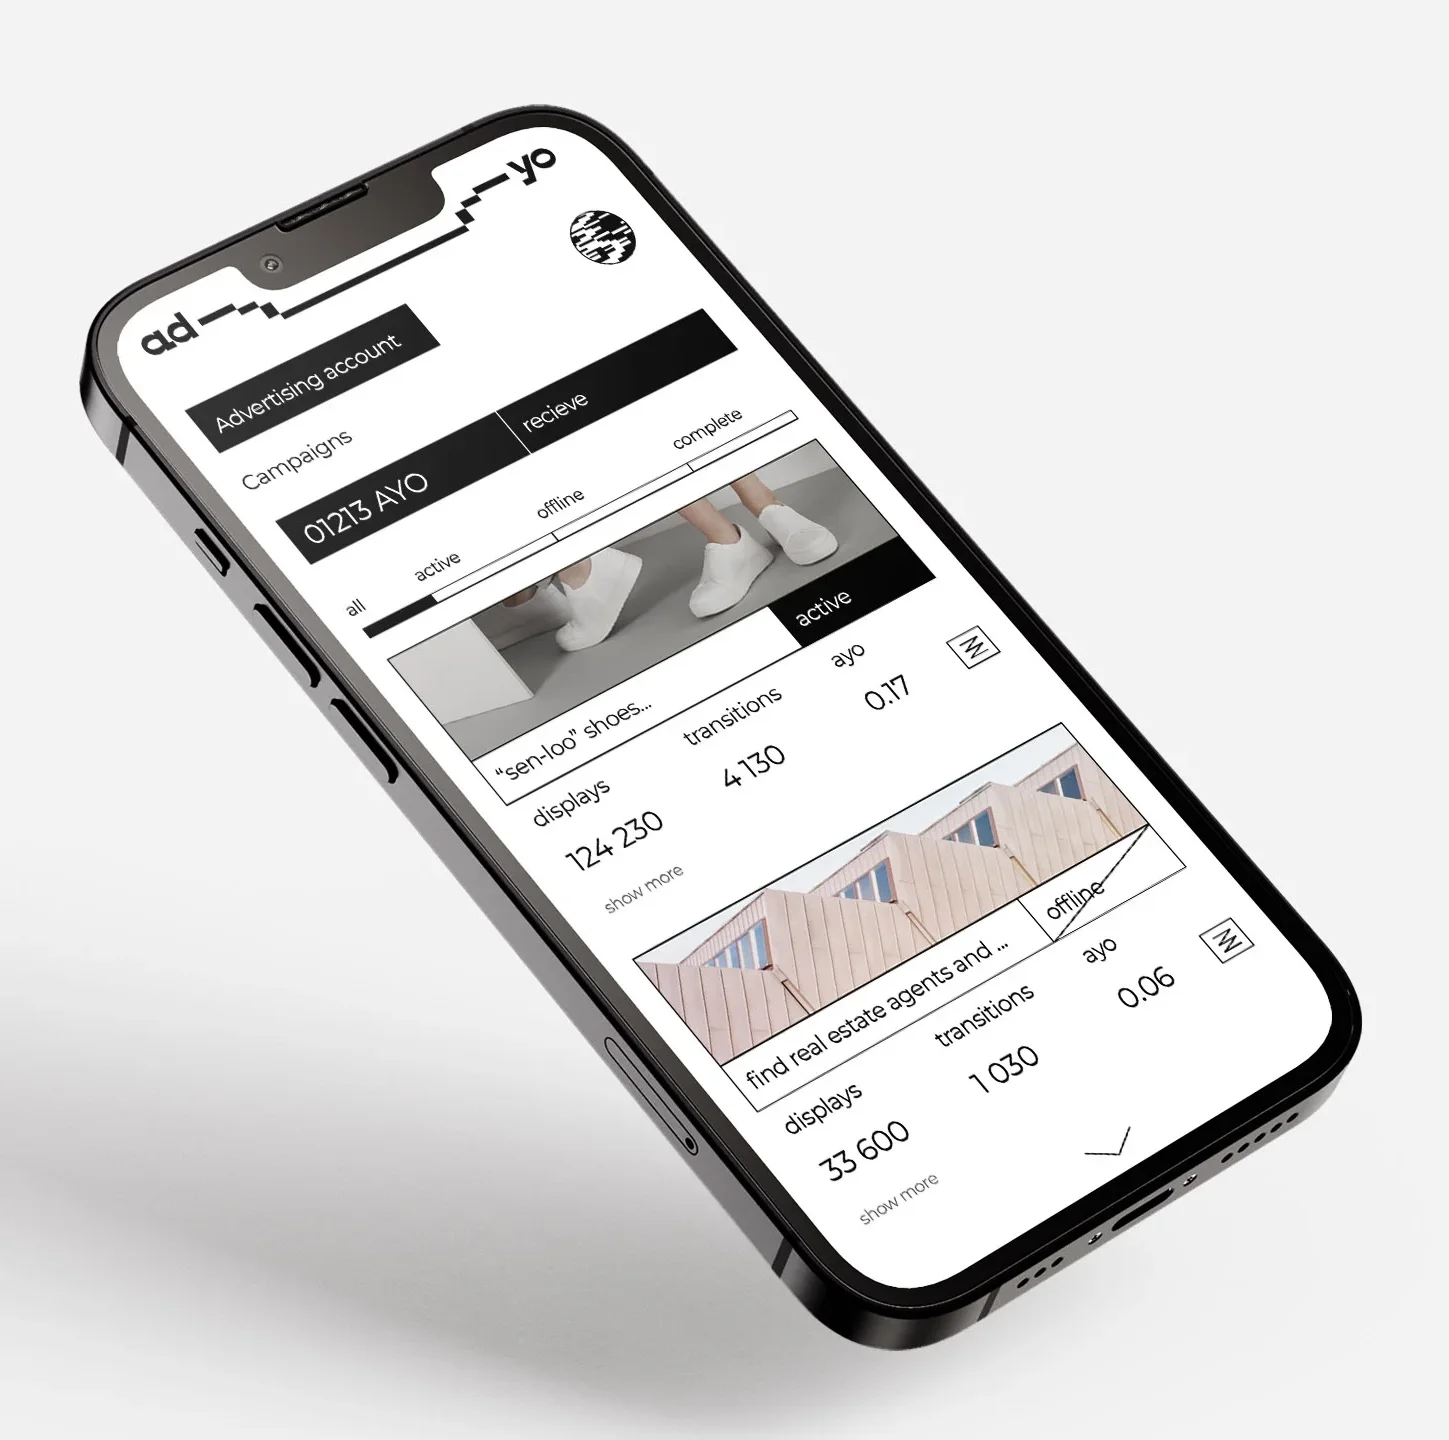 ad yo
Advertising account
Campaigns
01213 AYO recieve
all active offline complete
active
“sen-loo” shoes...
displays transitions ayo
124 230 4 130 0.17
show more
offline
find real estate agents and ...
displays transitions ayo
33 600 1 030 0.06
show more